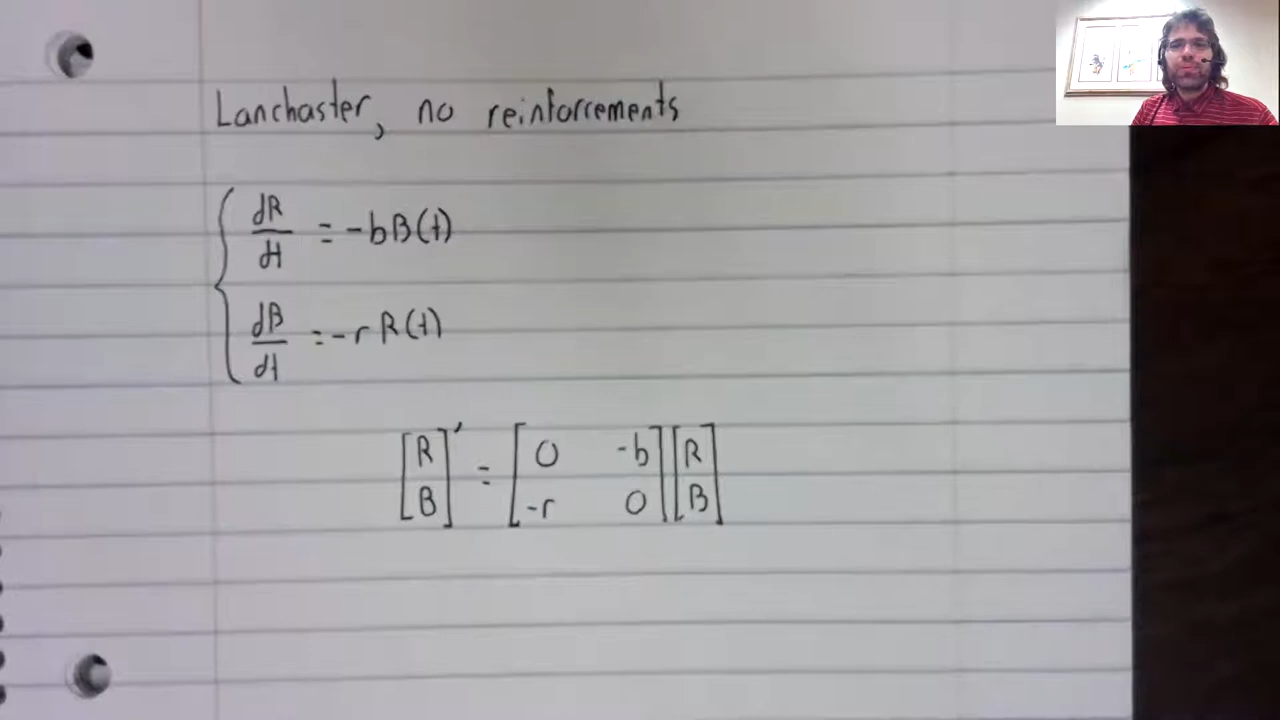 Lanchaster, no reinforcements
dR/dt = -bB(t)
dB/dt = -rR(t)
[R B]' = [0 -b; -r 0][R B]